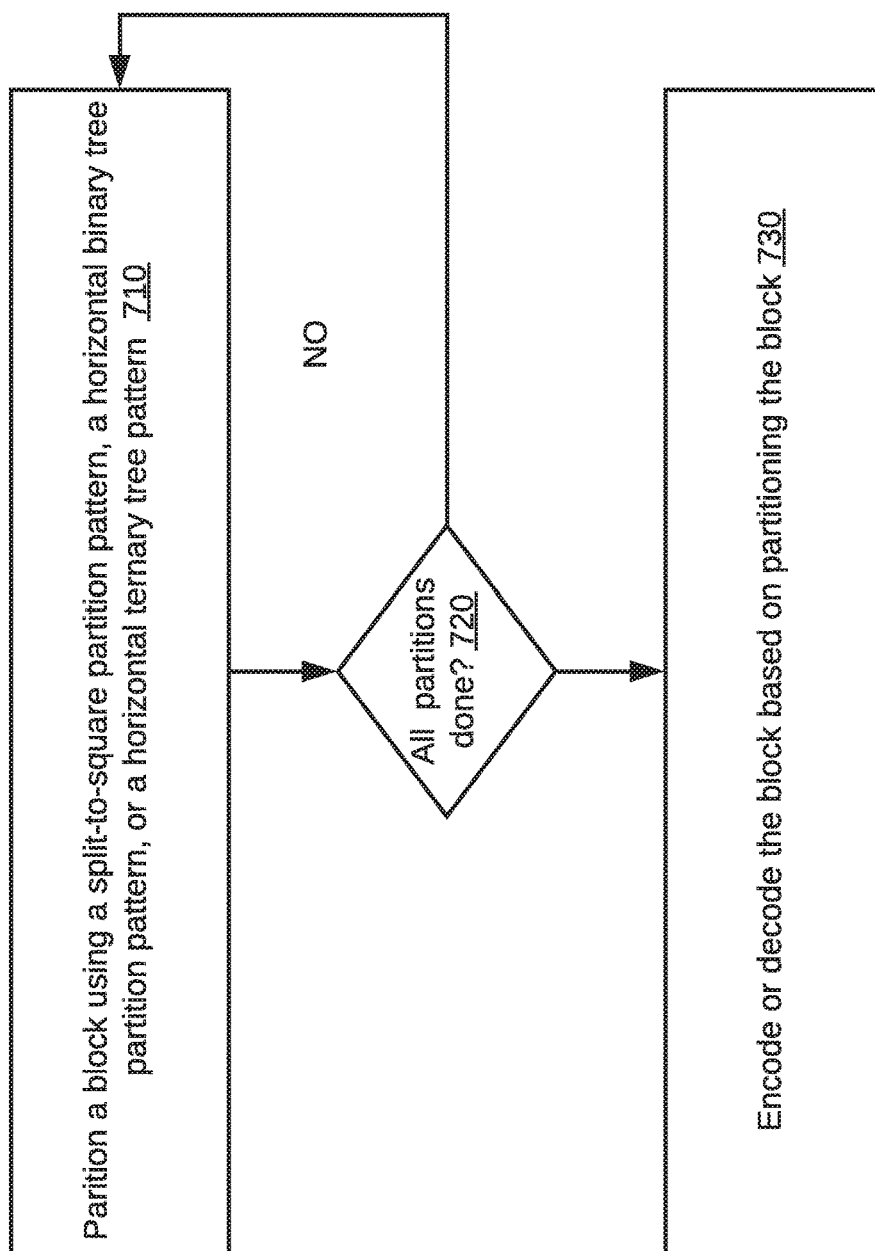 Parition a block using a split-to-square partition pattern, a horizontal binary tree
partition pattern, or a horizontal ternary tree pattern 710
NO
All partitions
done? 720
Encode or decode the block based on partitioning the block 730